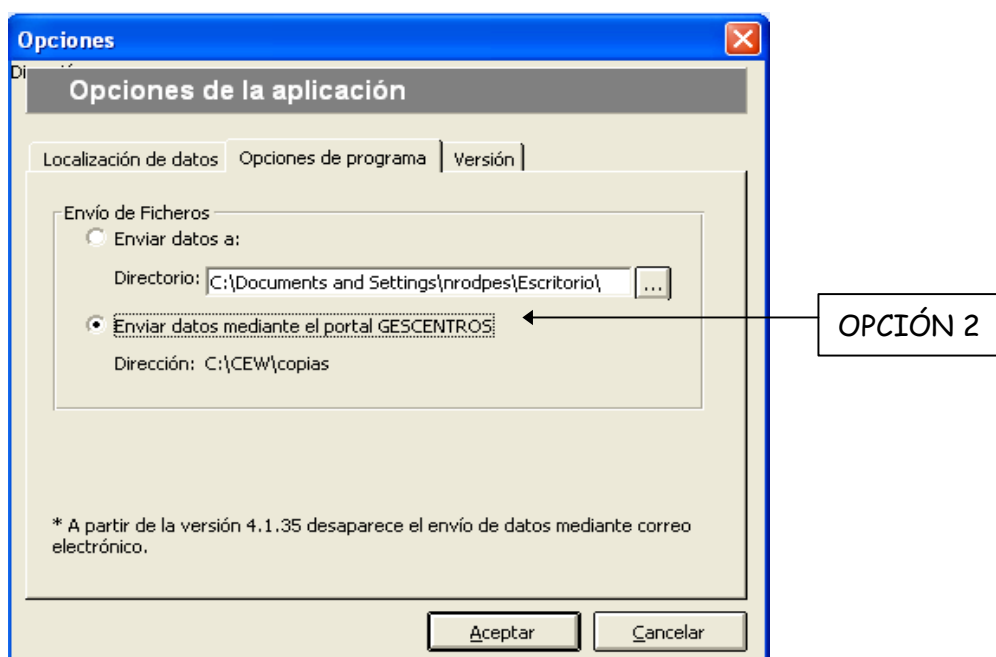 Opciones
Opciones de la aplicación
Localización de datos Opciones de programa Versión
Envío de Ficheros
Enviar datos a:
Directorio: C:\Documents and Settings\nrodpes\Escritorio\ ...
Enviar datos mediante el portal GESCENTROS
OPCIÓN 2
Dirección: C:\CEW\copias
* A partir de la versión 4.1.35 desaparece el envío de datos mediante correo
electrónico.
Aceptar Cancelar